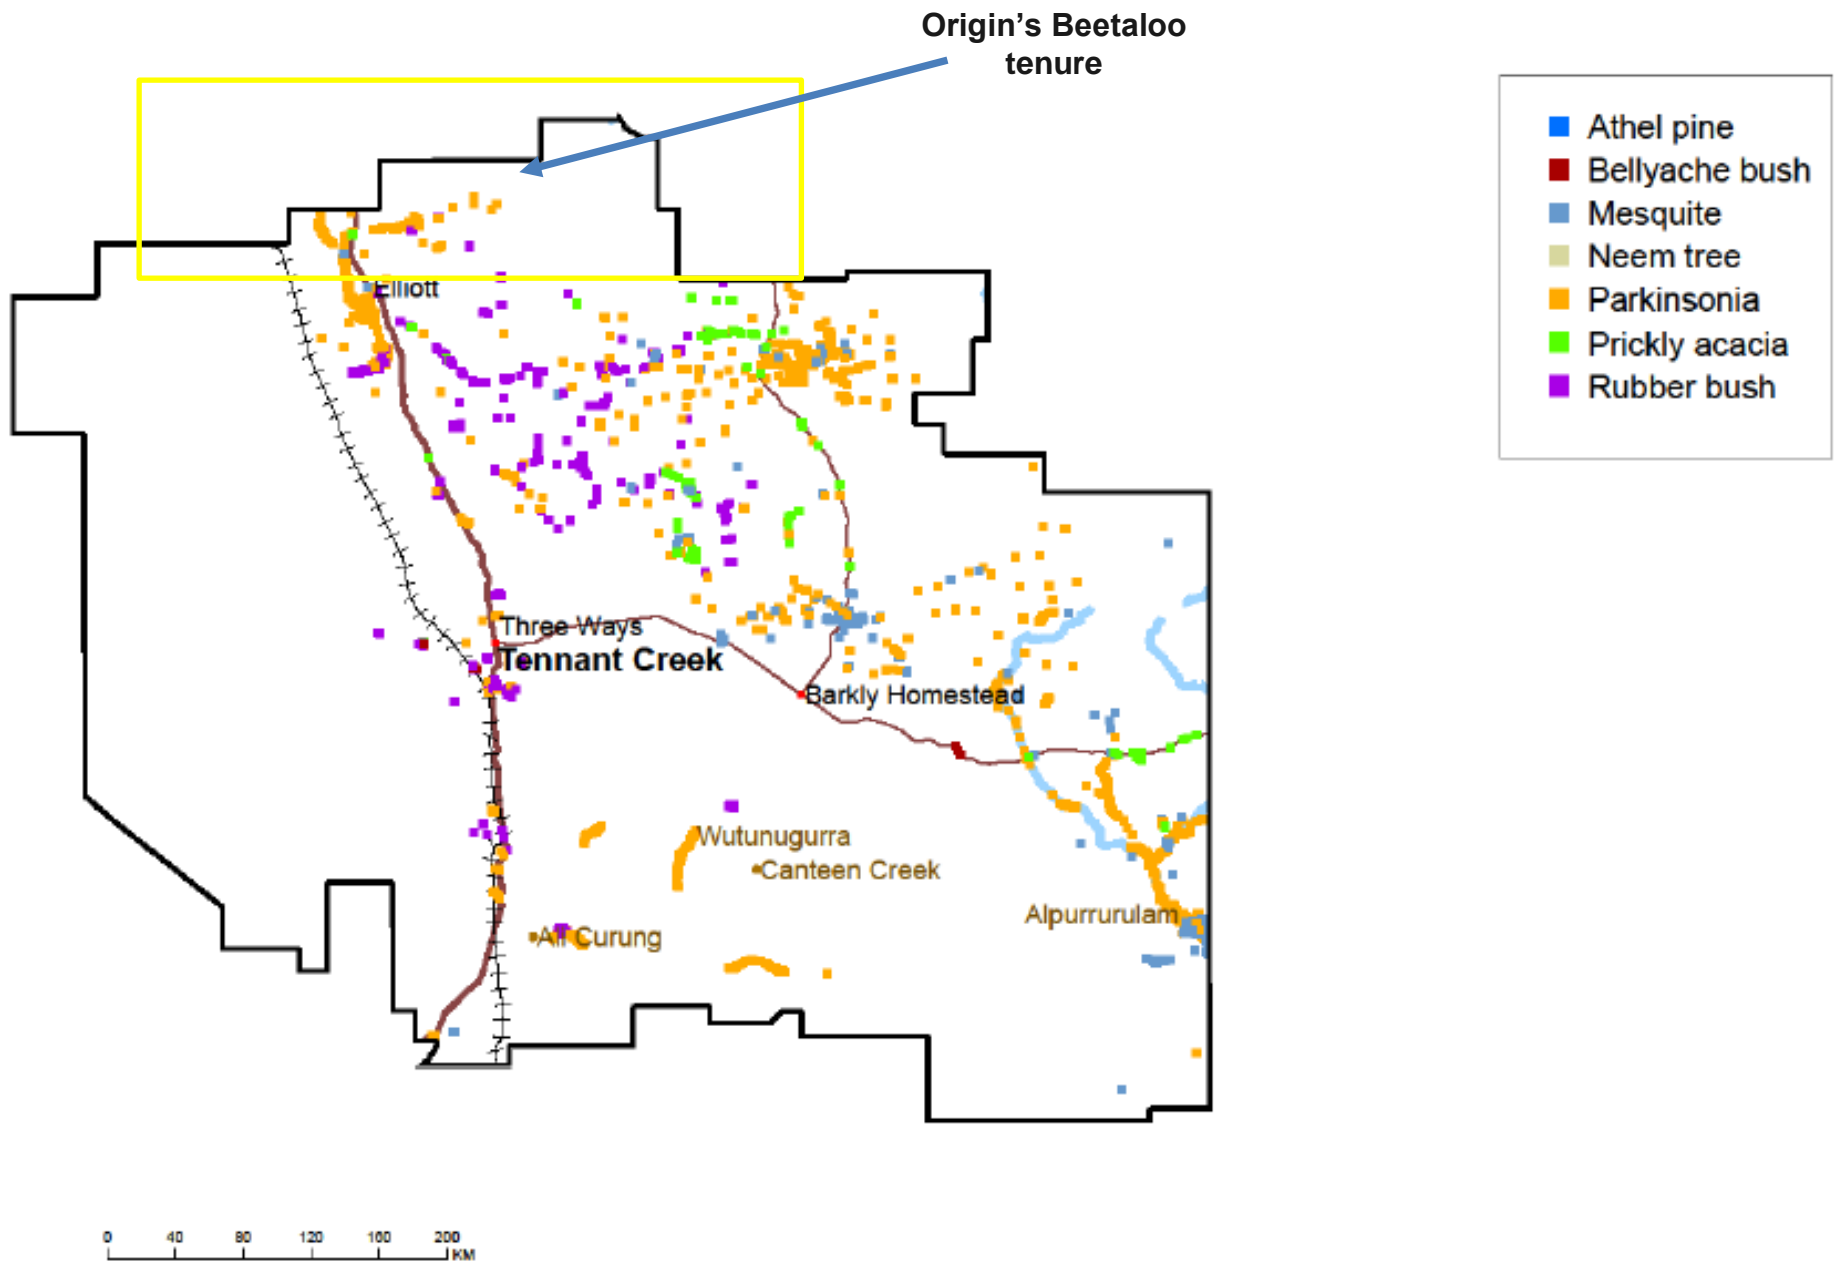 Origin’s Beetaloo
tenure
Athel pine
Bellyache bush
Mesquite
Neem tree
Parkinsonia
Prickly acacia
Rubber bush
Elliott
Three Ways
Tennant Creek
Barkly Homestead
Wutunugurra
Canteen Creek
Alpurrurulam
Ali Curung
0 40 80 120 160 200
KM